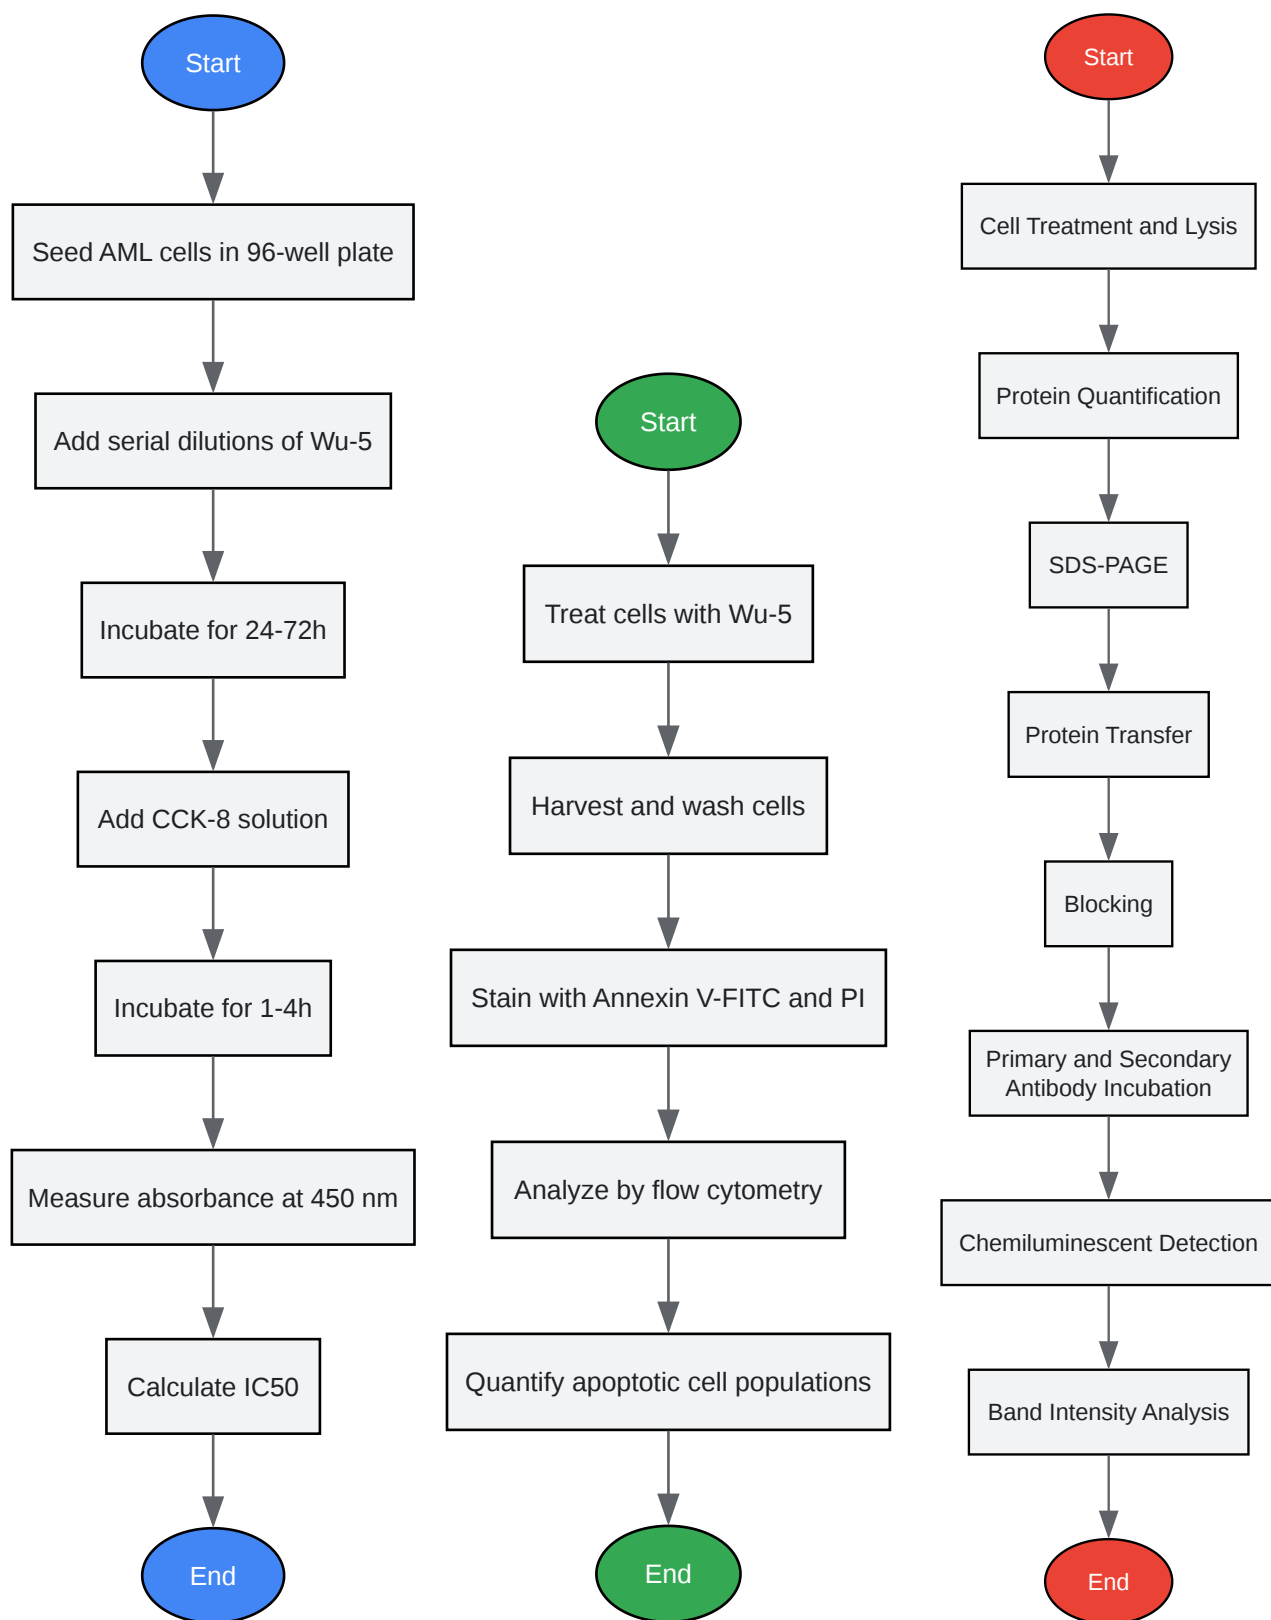 Start
Seed AML cells in 96-well plate
Add serial dilutions of Wu-5
Incubate for 24-72h
Add CCK-8 solution
Incubate for 1-4h
Measure absorbance at 450 nm
Calculate IC50
End
Start
Treat cells with Wu-5
Harvest and wash cells
Stain with Annexin V-FITC and PI
Analyze by flow cytometry
Quantify apoptotic cell populations
End
Start
Cell Treatment and Lysis
Protein Quantification
SDS-PAGE
Protein Transfer
Blocking
Primary and Secondary
Antibody Incubation
Chemiluminescent Detection
Band Intensity Analysis
End